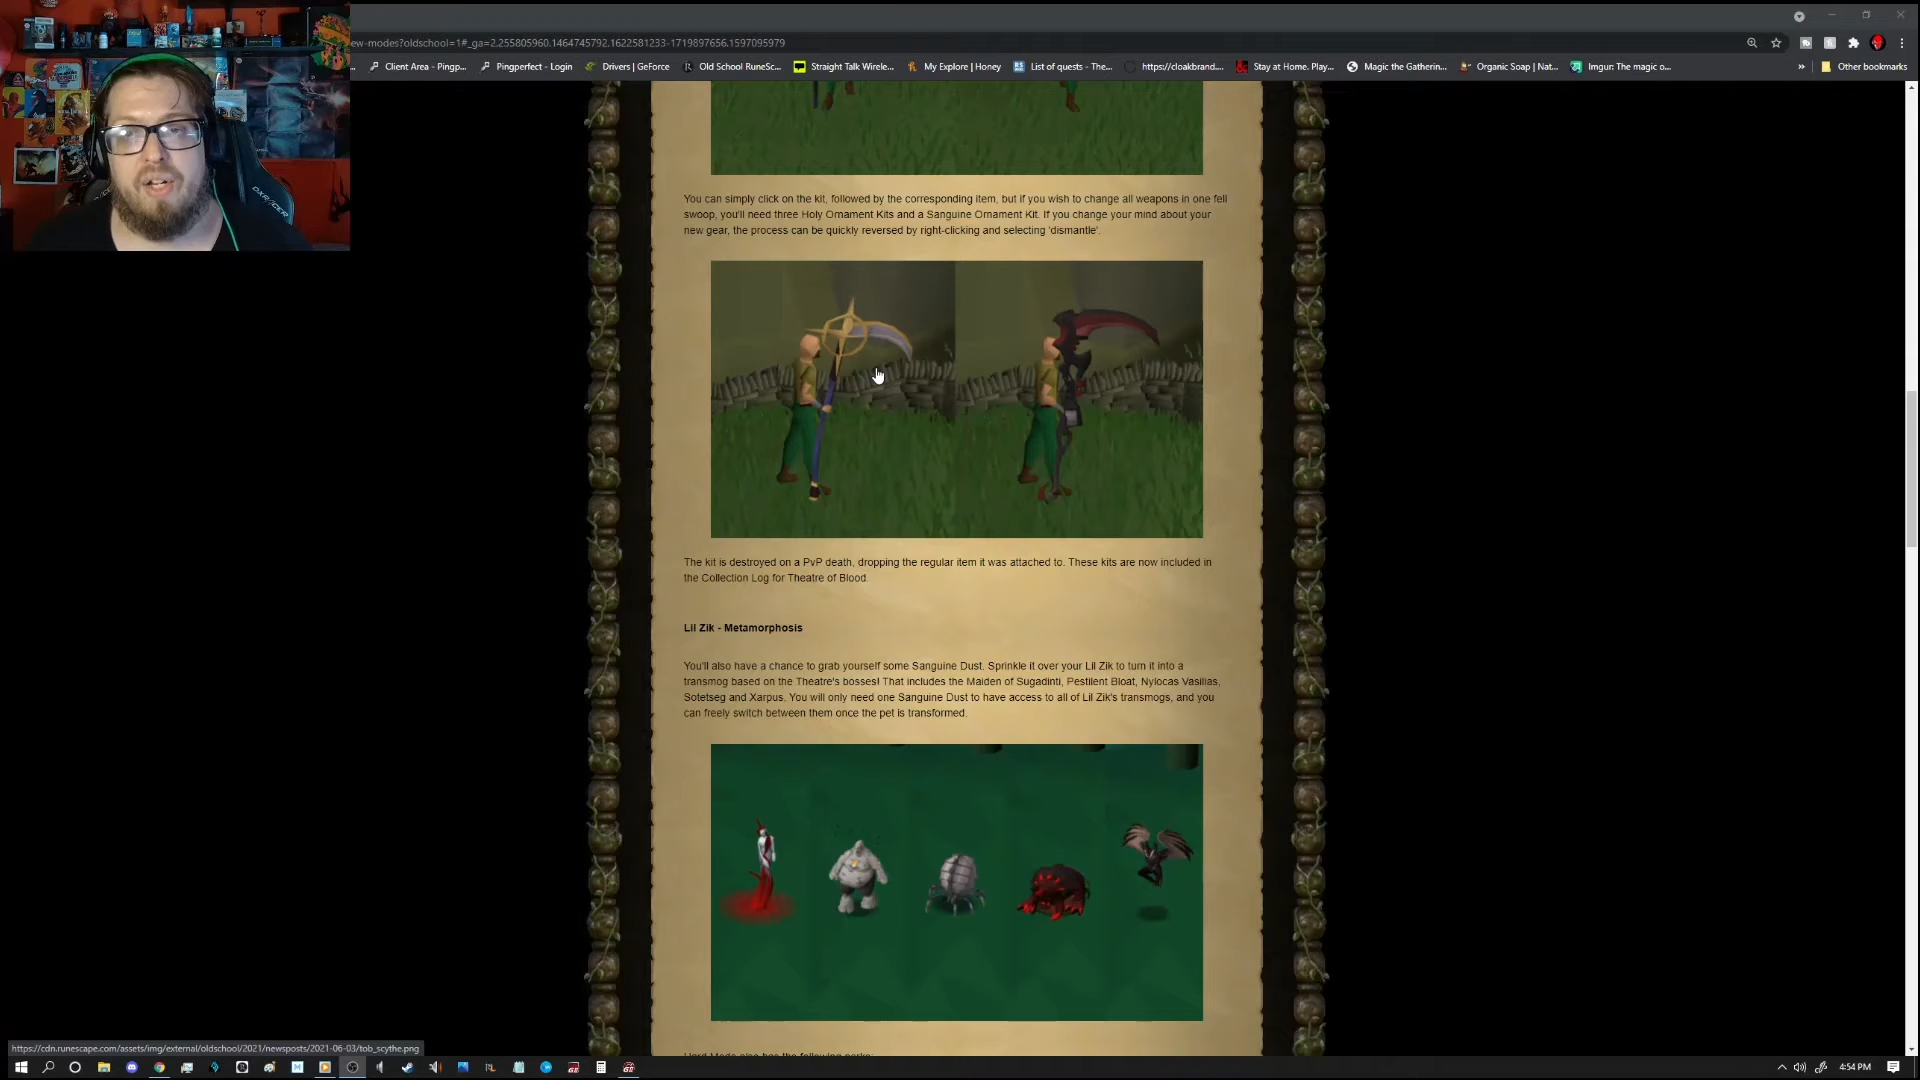 ew-modes?oldschool=1#_ga=2.255805960.1464745792.1622581233-1719897656.1597095979
Client Area - Pingp...
Pingperfect - Login
Drivers | GeForce
Old School RuneSc...
Straight Talk Wirele...
My Explore | Honey
List of quests - The...
https://cloakbrand....
Stay at Home. Play...
Magic the Gatherin...
Organic Soap | Nat...
Imgur: The magic o...
»
Other bookmarks
You can simply click on the kit, followed by the corresponding item, but if you wish to change all weapons in one fell
swoop, you'll need three Holy Ornament Kits and a Sanguine Ornament Kit. If you change your mind about your
new gear, the process can be quickly reversed by right-clicking and selecting 'dismantle'.
DXRACER
The kit is destroyed on a PvP death, dropping the regular item it was attached to. These kits are now included in
the Collection Log for Theatre of Blood.
Lil Zik - Metamorphosis
You'll also have a chance to grab yourself some Sanguine Dust. Sprinkle it over your Lil Zik to turn it into a
transmog based on the Theatre's bosses! That includes the Maiden of Sugadinti, Pestilent Bloat, Nylocas Vasilias,
Sotetseg and Xarpus. You will only need one Sanguine Dust to have access to all of Lil Zik's transmogs, and you
can freely switch between them once the pet is transformed.
https://cdn.runescape.com/assets/img/external/oldschool/2021/newsposts/2021-06-03/tob_scythe.png
4:54 PM